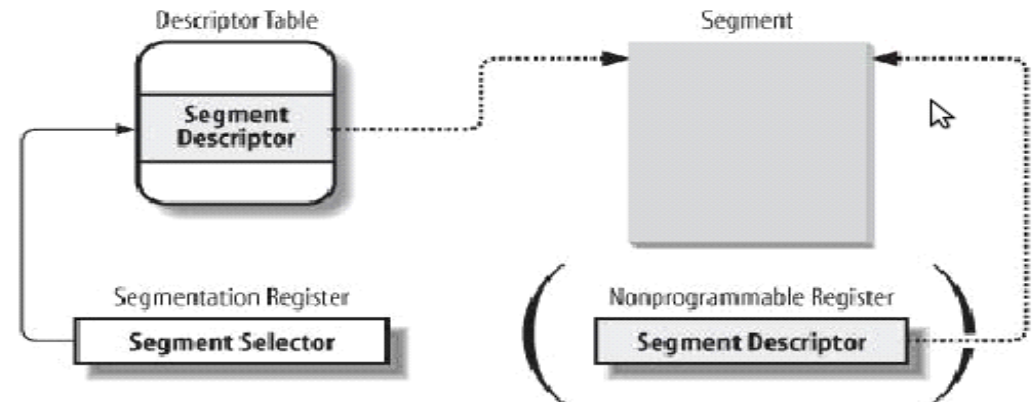 Descriptor Table
Segment
Segment
Descriptor
Segmentation Register
Segment Selector
Nonprogrammable Register
Segment Descriptor